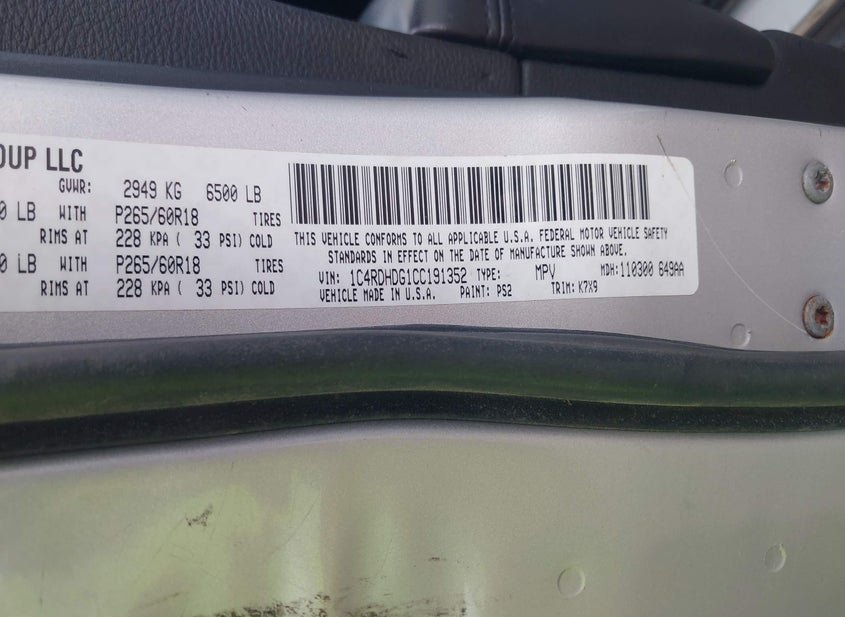 OUP LLC
GVWR: 2949 KG 6500 LB
0 LB WITH P265/60R18 TIRES
RIMS AT 228 KPA ( 33 PSI) COLD
0 LB WITH P265/60R18 TIRES
RIMS AT 228 KPA ( 33 PSI) COLD
THIS VEHICLE CONFORMS TO ALL APPLICABLE U.S.A. FEDERAL MOTOR VEHICLE SAFETY
STANDARDS IN EFFECT ON THE DATE OF MANUFACTURE SHOWN ABOVE.
VIN: 1C4RDHDG1CC191352 TYPE: MPV MDH:110300 649AA
VEHICLE MADE IN U.S.A. PAINT: PS2 TRIM: K7X9